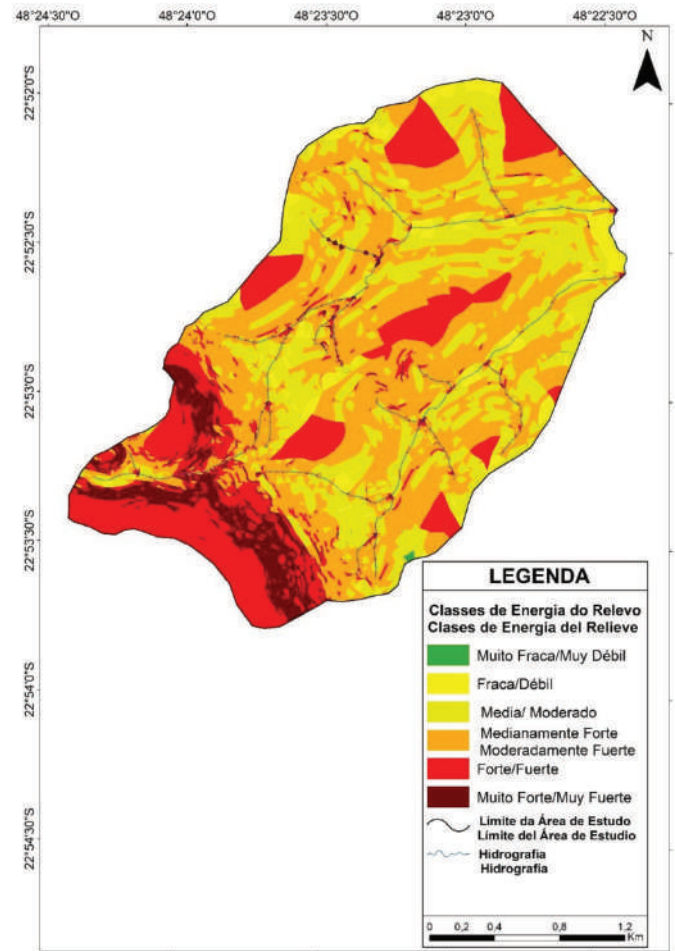 48°24'30"O 48°24'0"O 48°23'30"O 48°23'0"O 48°22'30"O
N
22°52'0"S
22°52'30"S
22°53'0"S
22°53'30"S
22°54'0"S
22°54'30"S
LEGENDA
Classes de Energia do Relevo
Clases de Energia del Relieve
Muito Fraca/Muy Débil
Fraca/Débil
Media/ Moderado
Medianamente Forte
Moderadamente Fuerte
Forte/Fuerte
Muito Forte/Muy Fuerte
Limite da Área de Estudo
Límite del Área de Estudio
Hidrografia
Hidrografia
0 0,2 0,4 0,8 1,2
Km